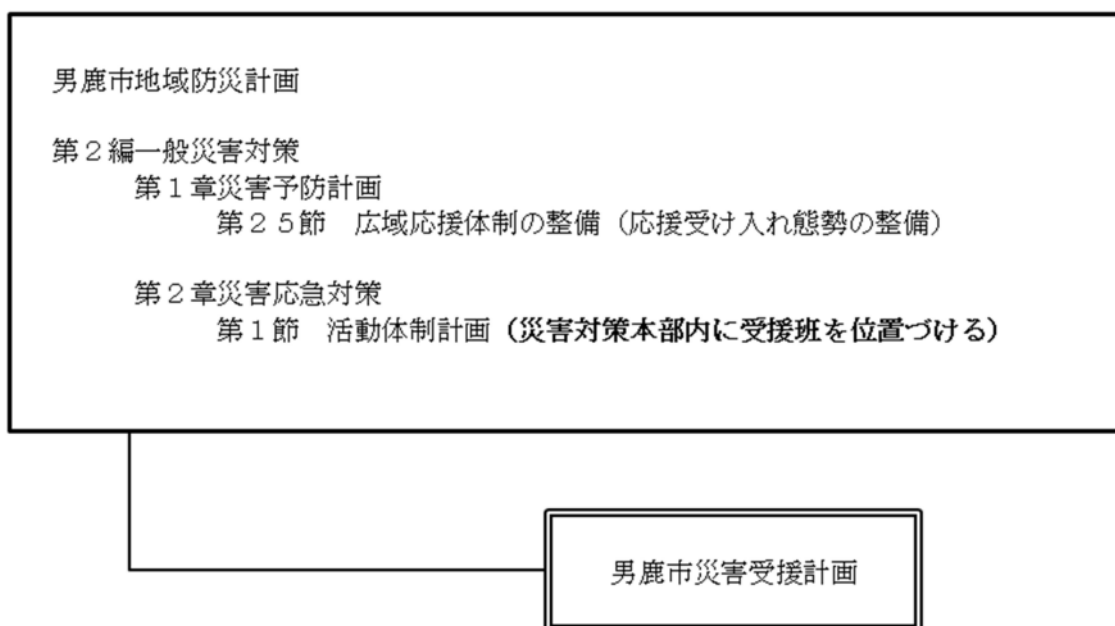 男鹿市地域防災計画
第２編一般災害対策
第１章災害予防計画
第２５節　広域応援体制の整備（応援受け入れ態勢の整備）
第２章災害応急対策
第１節　活動体制計画（災害対策本部内に受援班を位置づける）
男鹿市災害受援計画